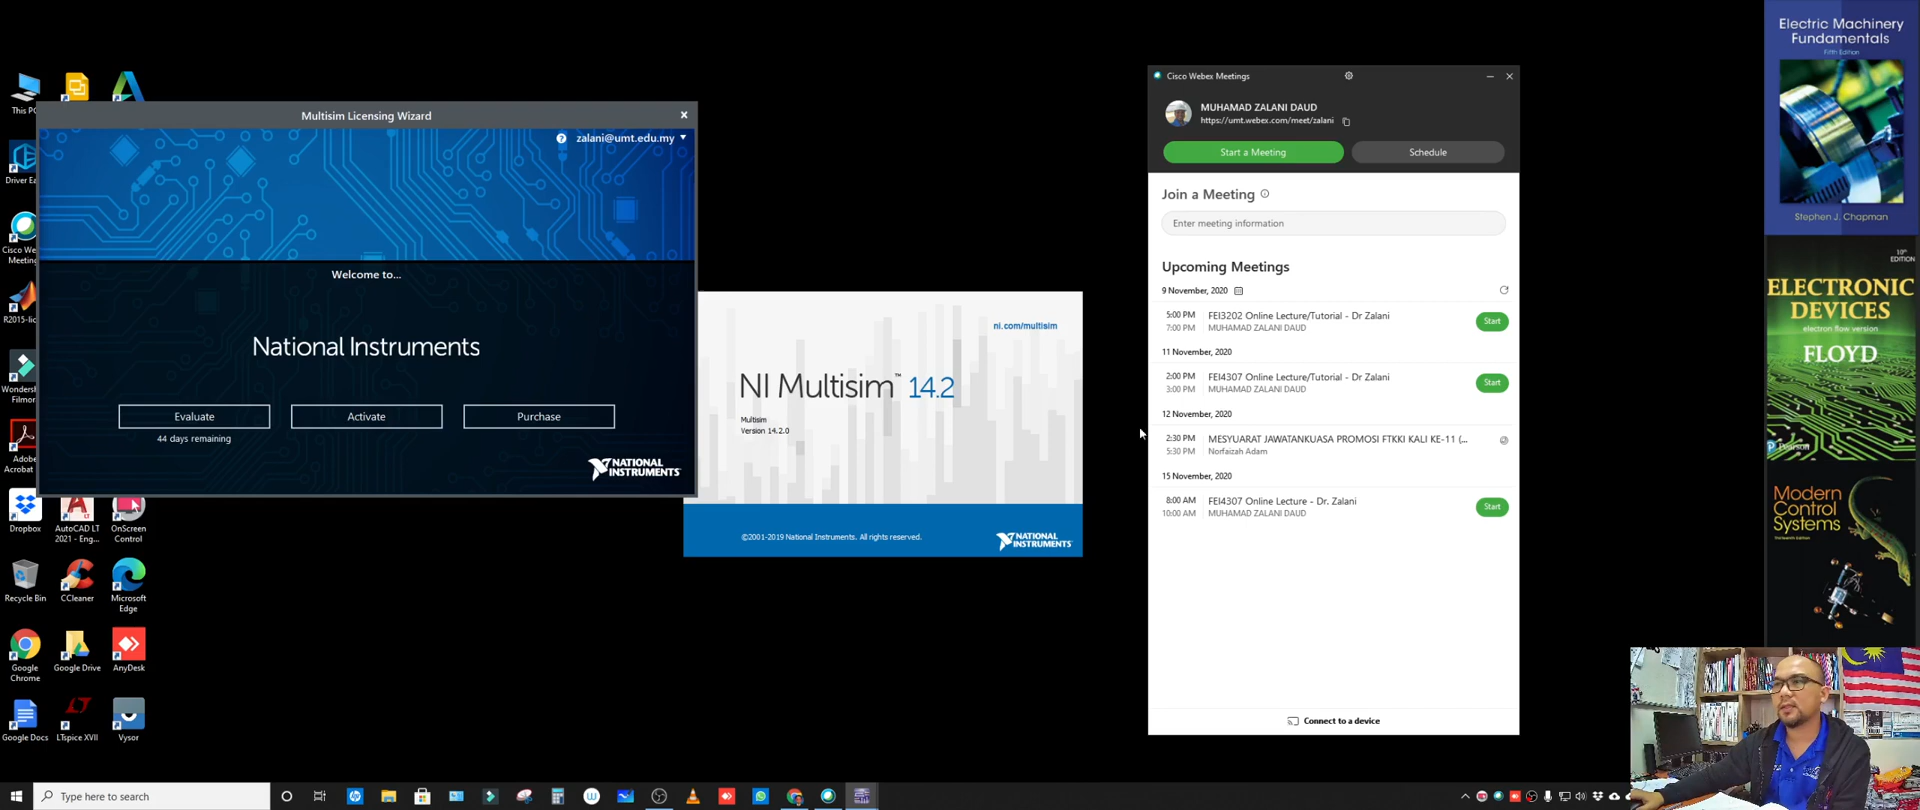 This PC
Driver Ea
Cisco We
Meeting
R2015-lic
Wondersh
Filmor
Adobe
Acrobat
Dropbox
AutoCAD LT
2021 - Eng...
OnScreen
Control
Recycle Bin
CCleaner
Microsoft
Edge
Google
Chrome
Google Drive
AnyDesk
Google Docs
LTspice XVII
Vysor
Multisim Licensing Wizard
zalani@umt.edu.my
Welcome to...
National Instruments
Evaluate
Activate
Purchase
44 days remaining
NATIONAL
INSTRUMENTS
ni.com/multisim
NI Multisim™ 14.2
Multisim
Version 14.2.0
©2001-2019 National Instruments. All rights reserved.
NATIONAL
INSTRUMENTS
Cisco Webex Meetings
MUHAMAD ZALANI DAUD
https://umt.webex.com/meet/zalani
Start a Meeting
Schedule
Join a Meeting
Enter meeting information
Upcoming Meetings
9 November, 2020
5:00 PM FEI3202 Online Lecture/Tutorial - Dr Zalani
7:00 PM MUHAMAD ZALANI DAUD
Start
11 November, 2020
2:00 PM FEI4307 Online Lecture/Tutorial - Dr Zalani
3:00 PM MUHAMAD ZALANI DAUD
Start
12 November, 2020
2:30 PM MESYUARAT JAWATANKUASA PROMOSI FTKKI KALI KE-11 (...
5:30 PM Norfaizah Adam
15 November, 2020
8:00 AM FEI4307 Online Lecture - Dr. Zalani
10:00 AM MUHAMAD ZALANI DAUD
Start
Connect to a device
Electric Machinery
Fundamentals
Fifth Edition
Stephen J. Chapman
10th
EDITION
ELECTRONIC
DEVICES
electron flow version
FLOYD
Pearson
Modern
Control
Systems
Thirteenth Edition
Type here to search